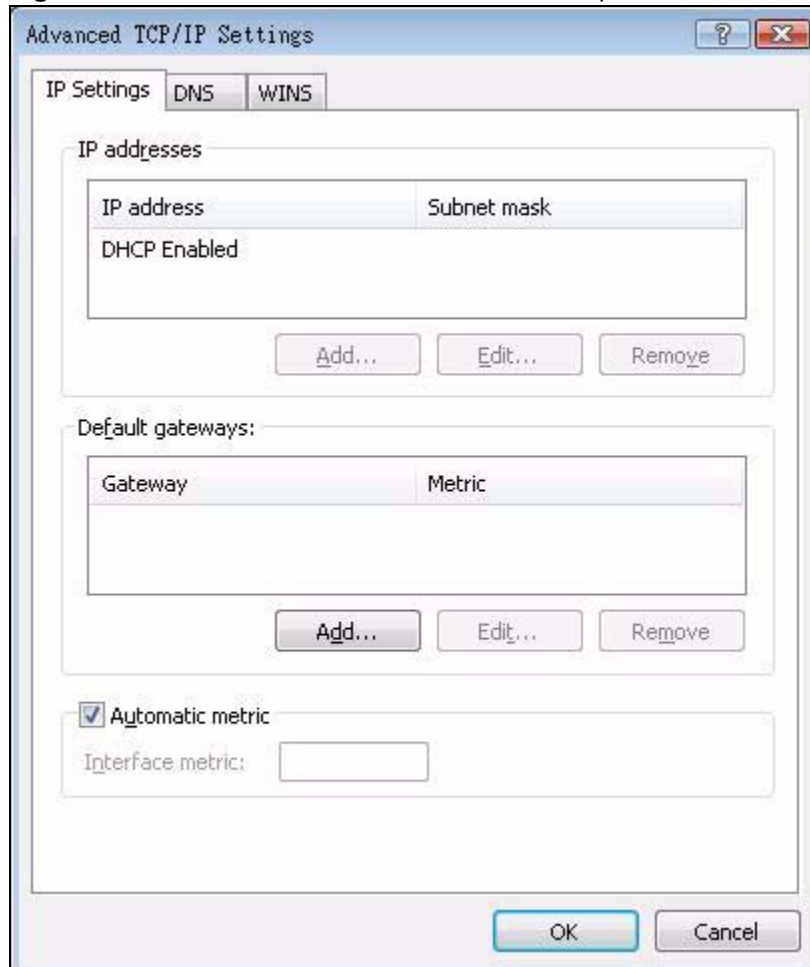 Advanced TCP/IP Settings
?
IP Settings DNS WINS
IP addresses
IP address Subnet mask
DHCP Enabled
Add... Edit... Remove
Default gateways:
Gateway Metric
Add... Edit... Remove
Automatic metric
Interface metric:
OK Cancel